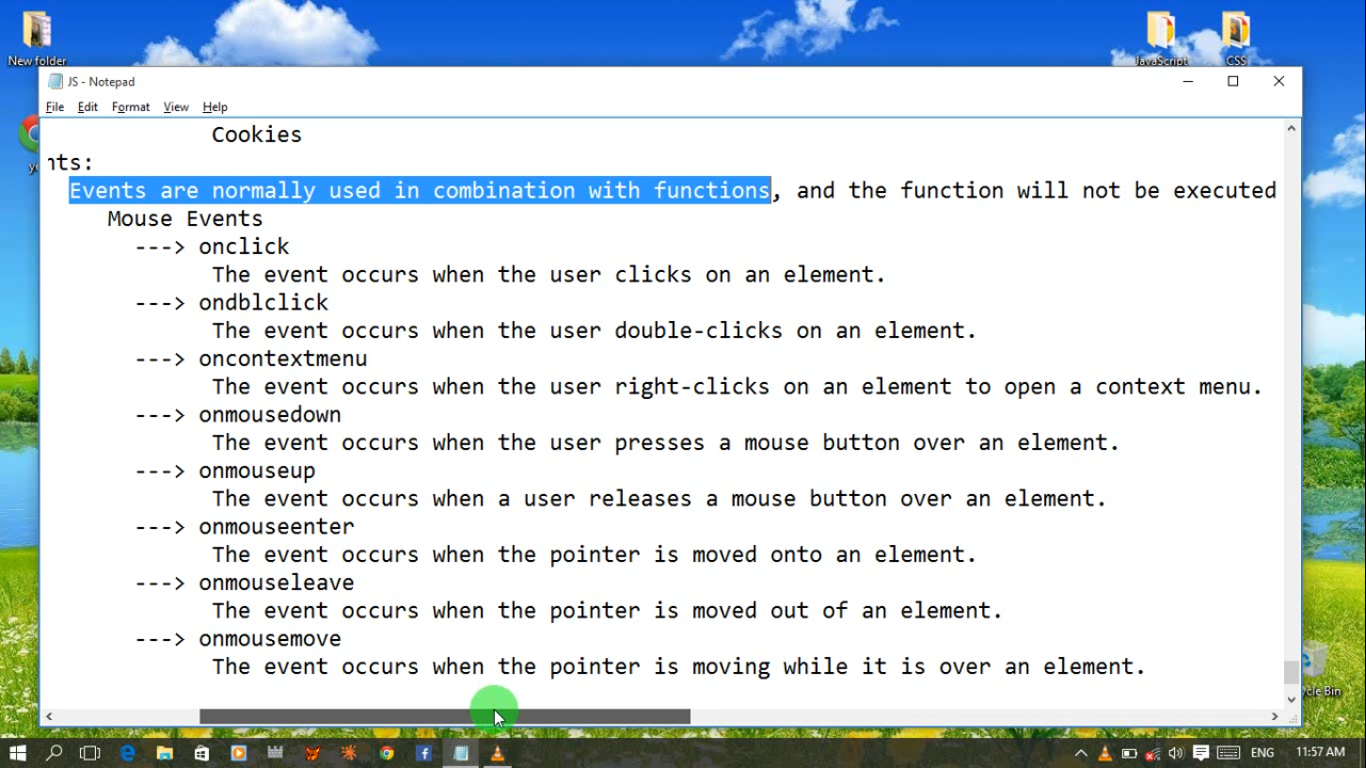 New folder
JavaScript
CSS
JS - Notepad
File Edit Format View Help
Cookies
nts:
Events are normally used in combination with functions, and the function will not be executed
Mouse Events
---> onclick
The event occurs when the user clicks on an element.
---> ondblclick
The event occurs when the user double-clicks on an element.
---> oncontextmenu
The event occurs when the user right-clicks on an element to open a context menu.
---> onmousedown
The event occurs when the user presses a mouse button over an element.
---> onmouseup
The event occurs when a user releases a mouse button over an element.
---> onmouseenter
The event occurs when the pointer is moved onto an element.
---> onmouseleave
The event occurs when the pointer is moved out of an element.
---> onmousemove
The event occurs when the pointer is moving while it is over an element.
ycle Bin
ENG
11:57 AM